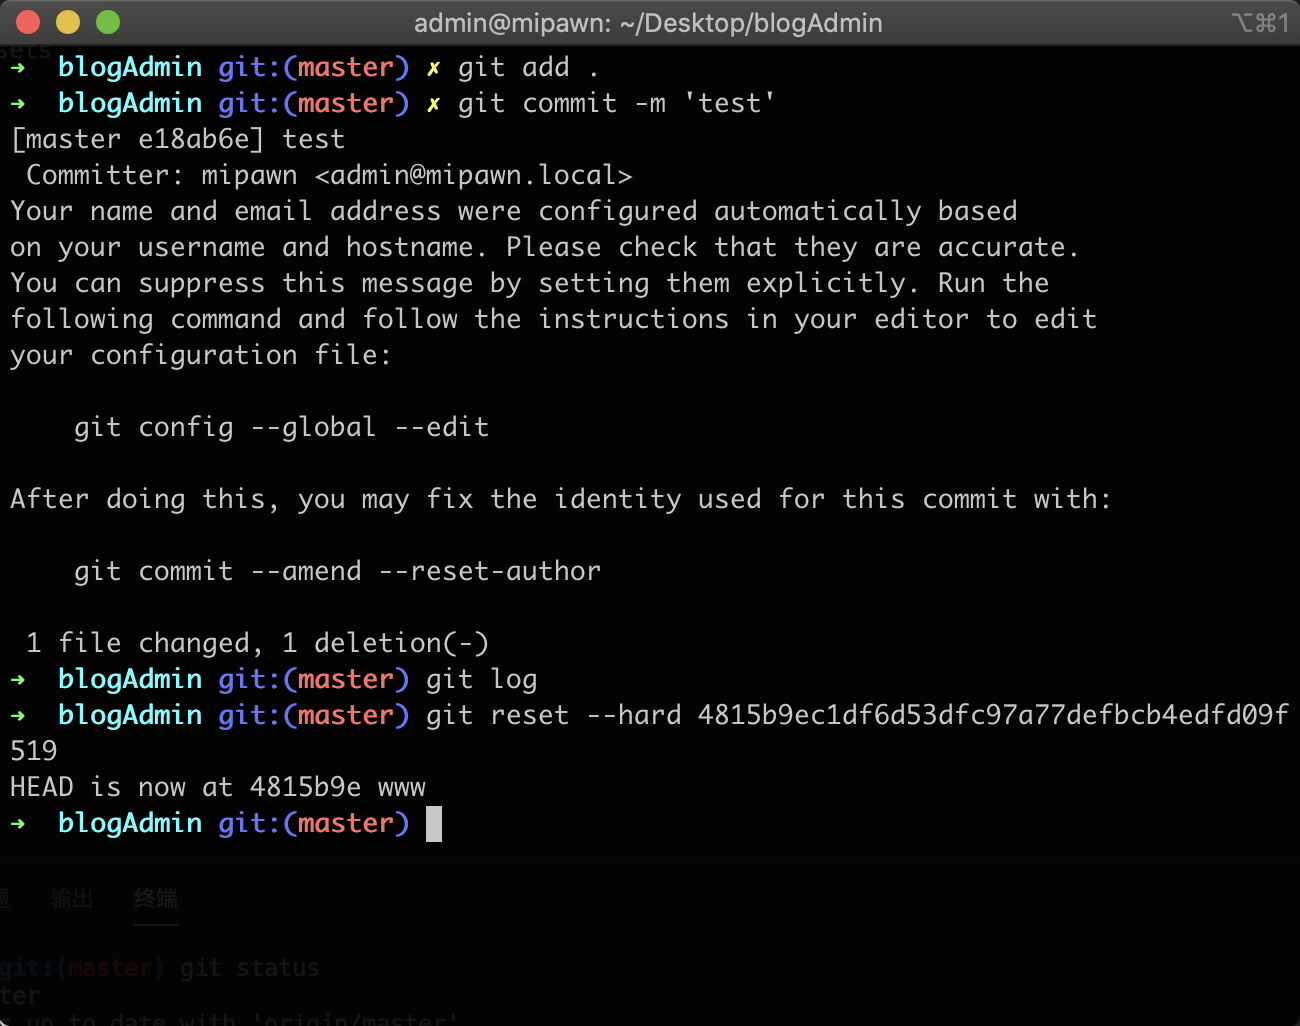 admin@mipawn: ~/Desktop/blogAdmin ⌥⌘1
sets
➜ blogAdmin git:(master) ✗ git add .
➜ blogAdmin git:(master) ✗ git commit -m 'test'
[master e18ab6e] test
Committer: mipawn <admin@mipawn.local>
Your name and email address were configured automatically based
on your username and hostname. Please check that they are accurate.
You can suppress this message by setting them explicitly. Run the
following command and follow the instructions in your editor to edit
your configuration file:
git config --global --edit
After doing this, you may fix the identity used for this commit with:
git commit --amend --reset-author
1 file changed, 1 deletion(-)
➜ blogAdmin git:(master) git log
➜ blogAdmin git:(master) git reset --hard 4815b9ec1df6d53dfc97a77defbcb4edfd09f
519
HEAD is now at 4815b9e www
➜ blogAdmin git:(master)
题 输出 终端
git:(master) git status
ter
s up to date with 'origin/master'